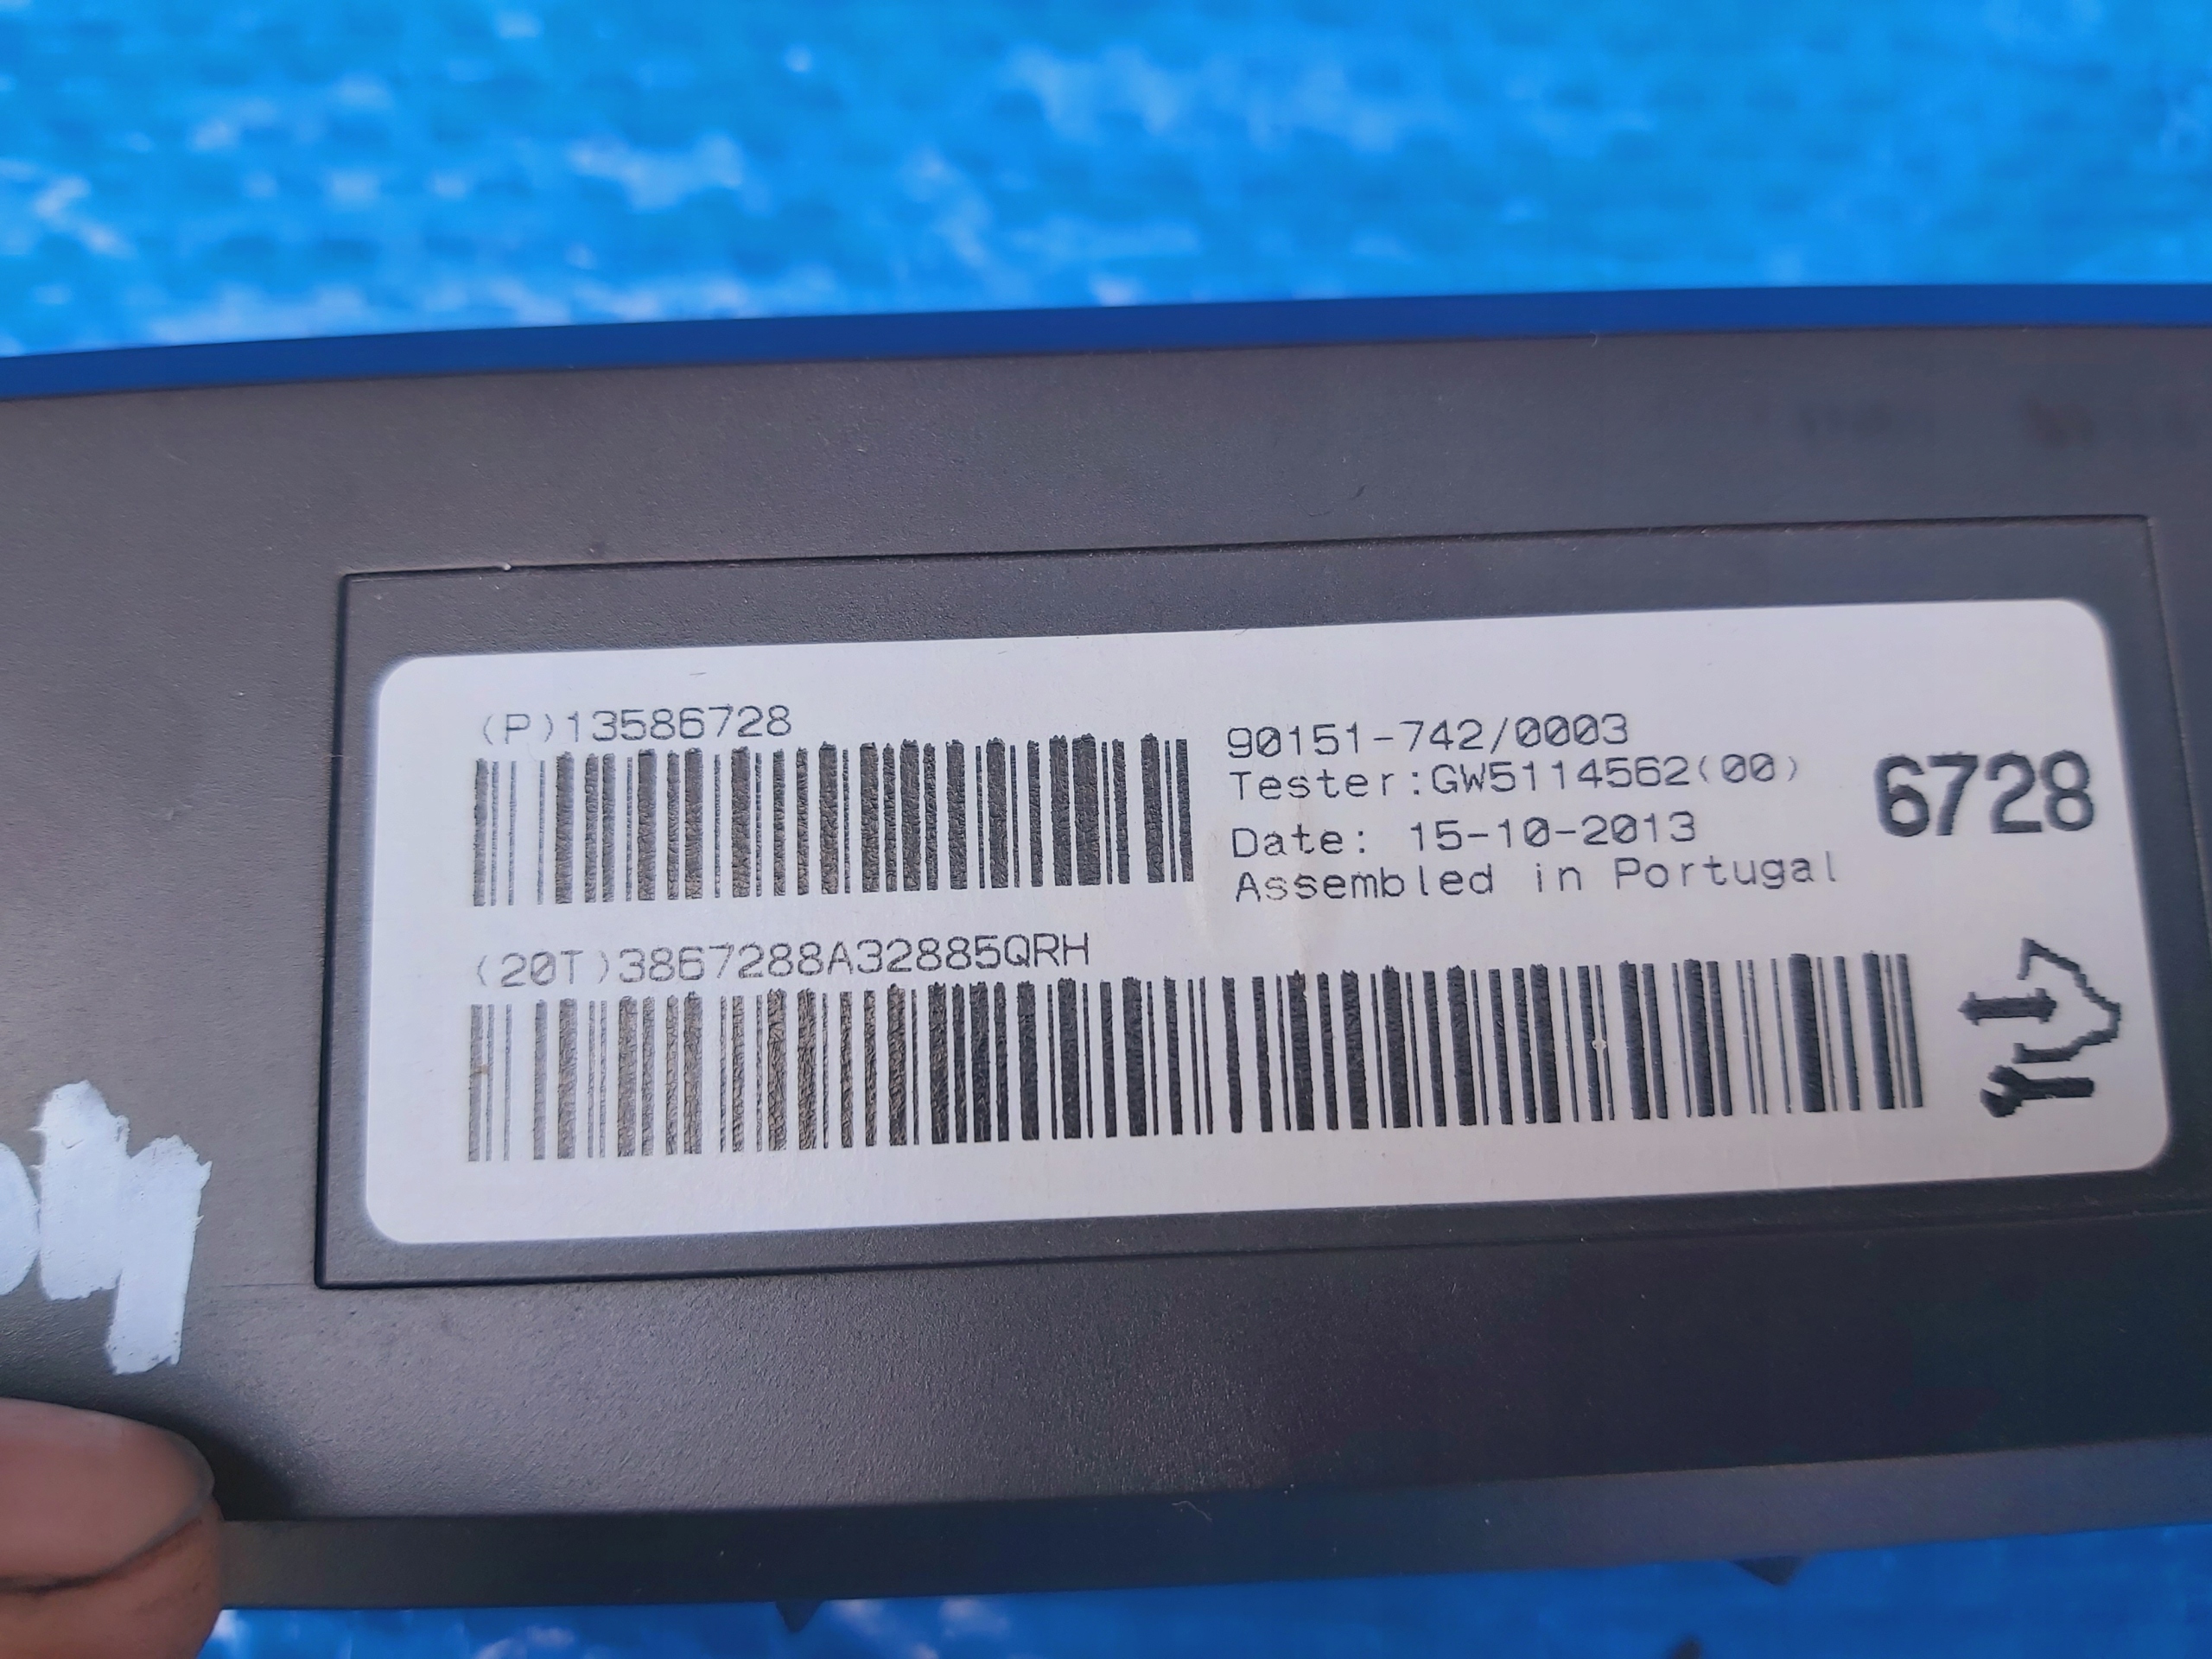 (P)13586728
90151-742/0003
Tester:GW5114562(00)
Date: 15-10-2013
Assembled in Portugal
6728
(20T)3867288A32885QRH